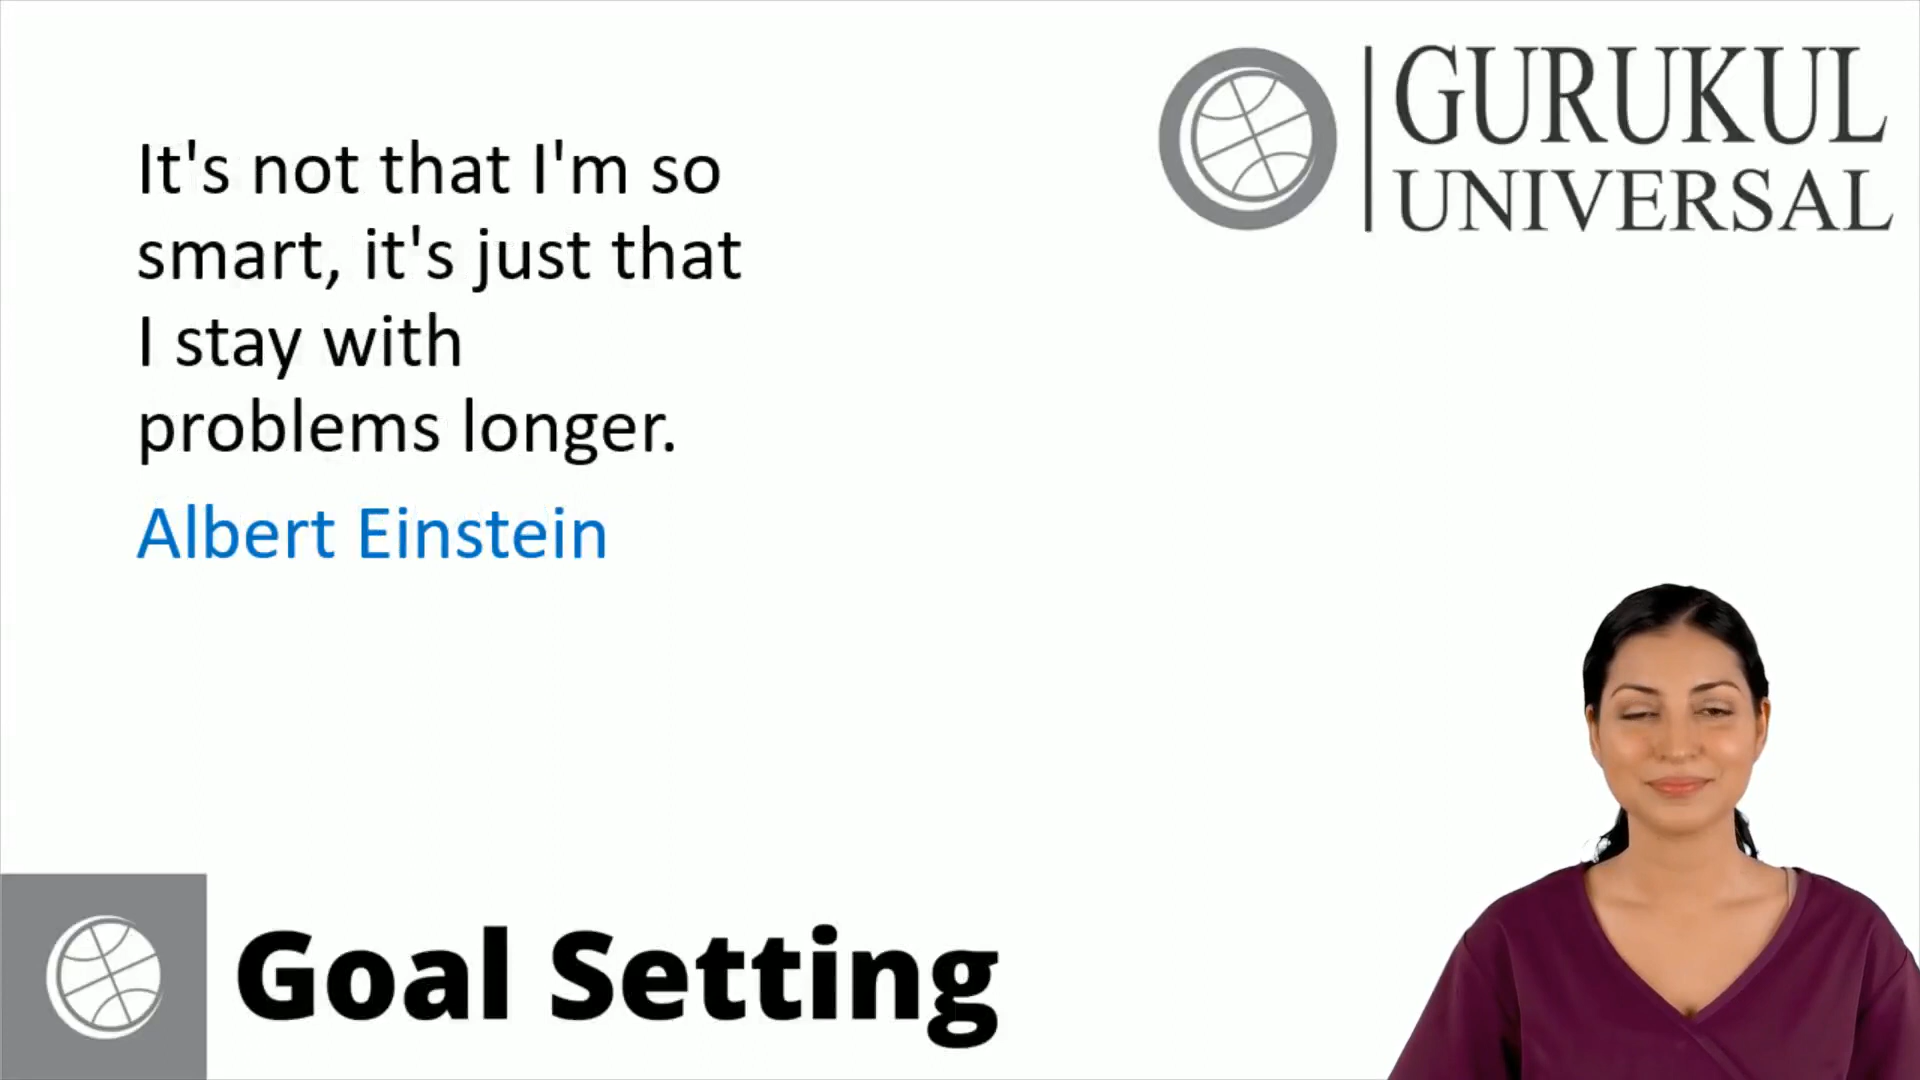 It's not that I'm so
smart, it's just that
I stay with
problems longer.
Albert Einstein
GURUKUL
UNIVERSAL
Goal Setting